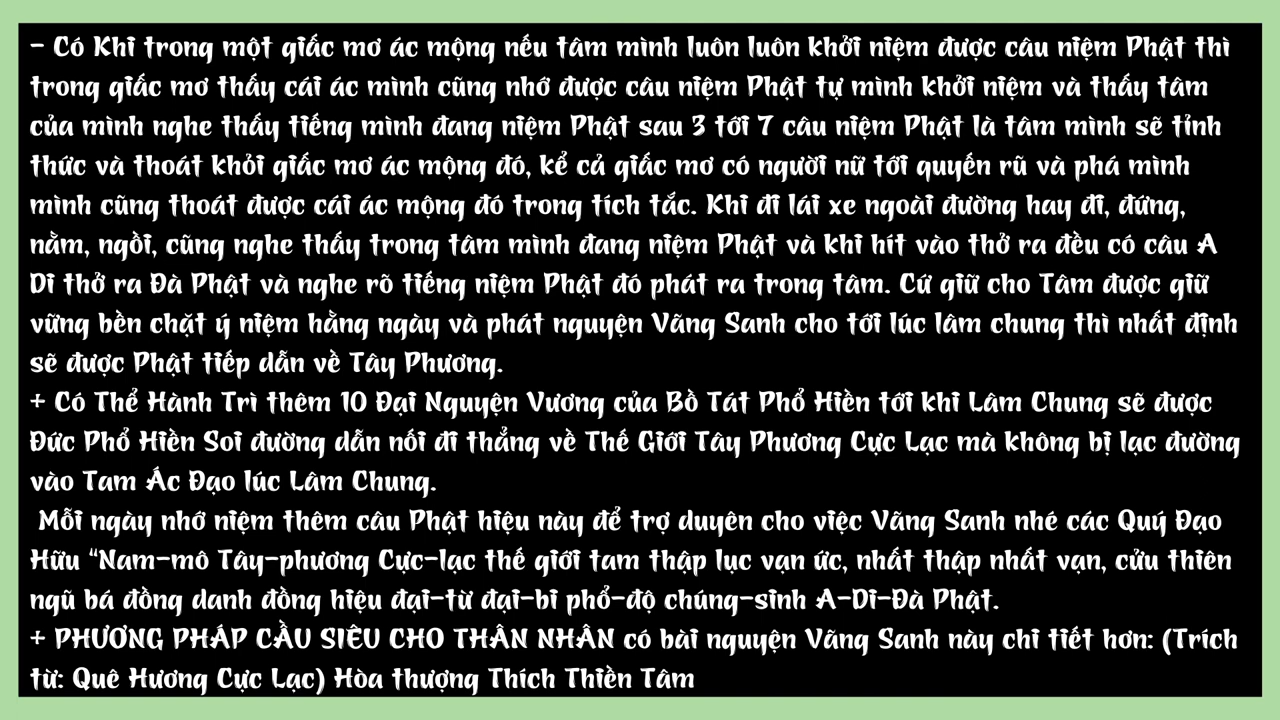 - Có Khi trong một giấc mơ ác mộng nếu tâm mình luôn luôn khởi niệm được câu niệm Phật thì
trong giấc mơ thấy cái ác mình cũng nhớ được câu niệm Phật tự mình khởi niệm và thấy tâm
của mình nghe thấy tiếng mình đang niệm Phật sau 3 tới 7 câu niệm Phật là tâm mình sẽ tỉnh
thức và thoát khỏi giấc mơ ác mộng đó, kể cả giấc mơ có người nữ tới quyến rũ và phá mình
mình cũng thoát được cái ác mộng đó trong tích tắc. Khi đi lái xe ngoài đường hay đi, đứng,
nằm, ngồi, cũng nghe thấy trong tâm mình đang niệm Phật và khi hít vào thở ra đều có câu A
Di thở ra Đà Phật và nghe rõ tiếng niệm Phật đó phát ra trong tâm. Cứ giữ cho Tâm được giữ
vững bền chặt ý niệm hằng ngày và phát nguyện Vãng Sanh cho tới lúc lâm chung thì nhất định
sẽ được Phật tiếp dẫn về Tây Phương.
+ Có Thể Hành Trì thêm 10 Đại Nguyện Vương của Bồ Tát Phổ Hiền tới khi Lâm Chung sẽ được
Đức Phổ Hiền Soi đường dẫn nối đi thẳng về Thế Giới Tây Phương Cực Lạc mà không bị lạc đường
vào Tam Ác Đạo lúc Lâm Chung.
Mỗi ngày nhớ niệm thêm câu Phật hiệu này để trợ duyên cho việc Vãng Sanh nhé các Quý Đạo
Hữu “Nam-mô Tây-phương Cực-lạc thế giới tam thập lục vạn ức, nhất thập nhất vạn, cửu thiên
ngũ bá đồng danh đồng hiệu đại-từ đại-bi phổ-độ chúng-sinh A-Di-Đà Phật.
+ PHƯƠNG PHÁP CẦU SIÊU CHO THÂN NHÂN có bài nguyện Vãng Sanh này chi tiết hơn: (Trích
từ: Quê Hương Cực Lạc) Hòa thượng Thích Thiền Tâm